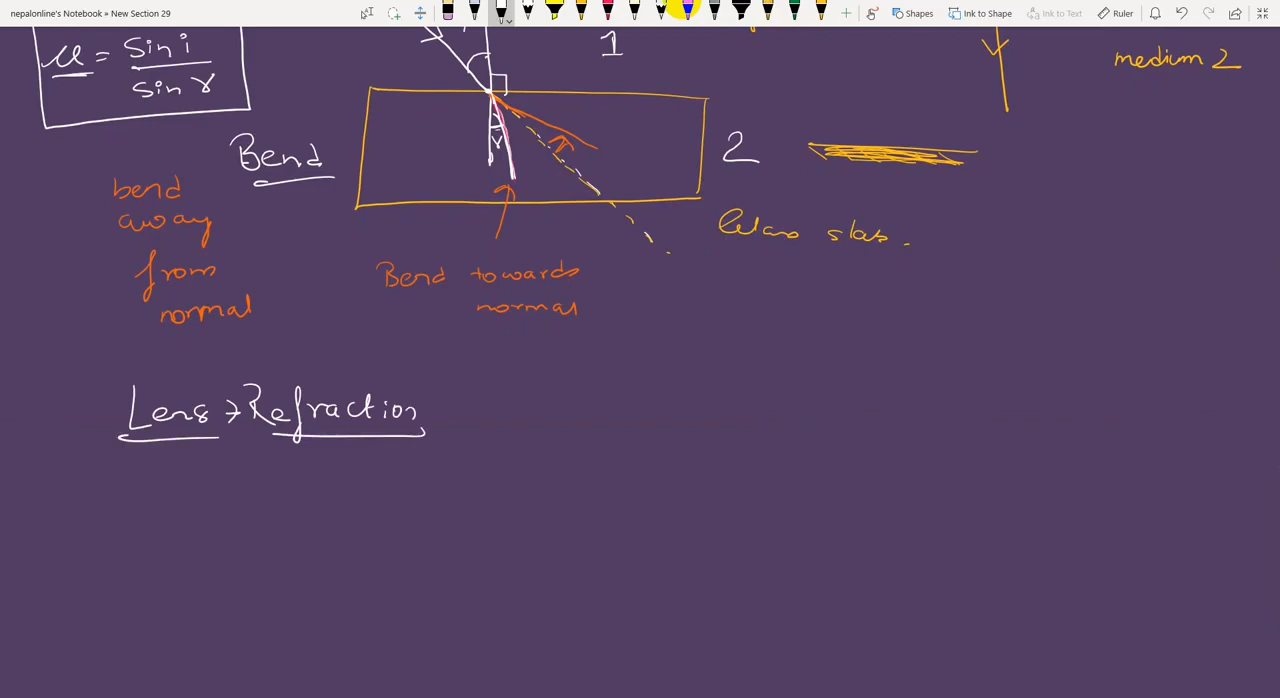 nepalonline's Notebook » New Section 29
Shapes
Ink to Shape
Ink to Text
Ruler
μ = sin i
sin r
1
medium 2
Bend
r
2
bend
away
from
normal
Glass slab.
Bend towards
normal
Lens → Refraction